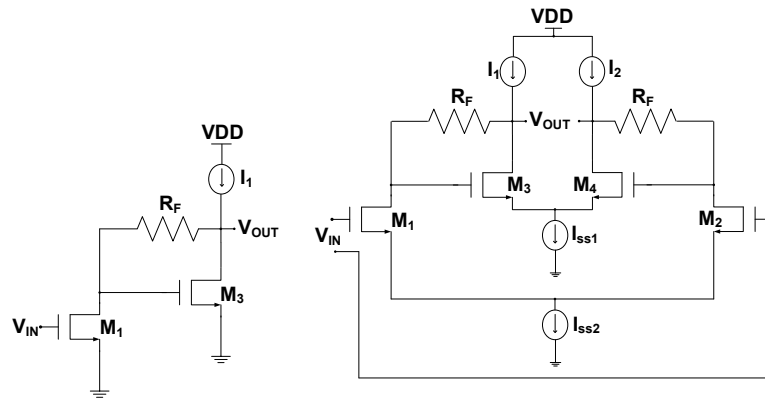 VDD
I1
RF
VOUT
M3
M1
VIN
VDD
I1
I2
RF
RF
VOUT
M3
M4
M1
M2
VIN
Iss1
Iss2